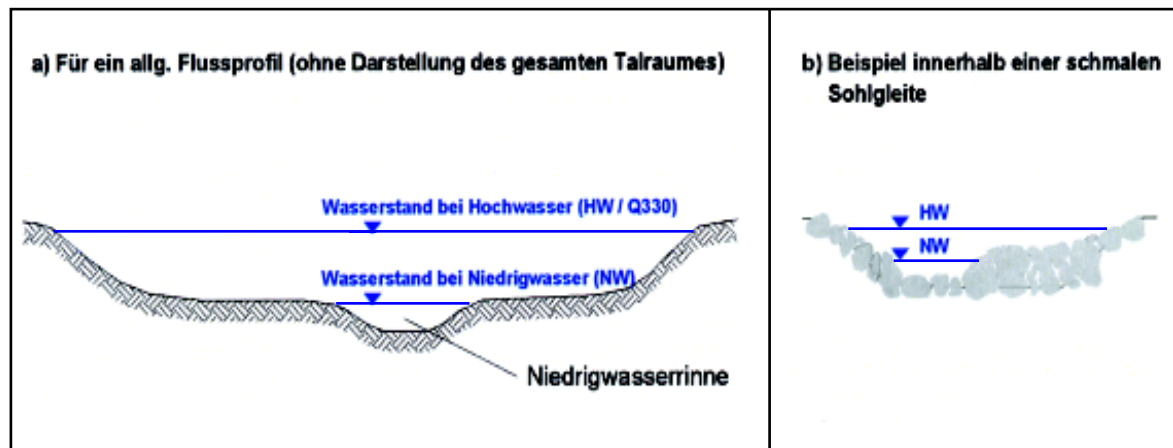 a) Für ein allg. Flussprofil (ohne Darstellung des gesamten Talraumes)
Wasserstand bei Hochwasser (HW / Q330)
Wasserstand bei Niedrigwasser (NW)
Niedrigwasserrinne
b) Beispiel innerhalb einer schmalen
Sohlgleite
HW
NW